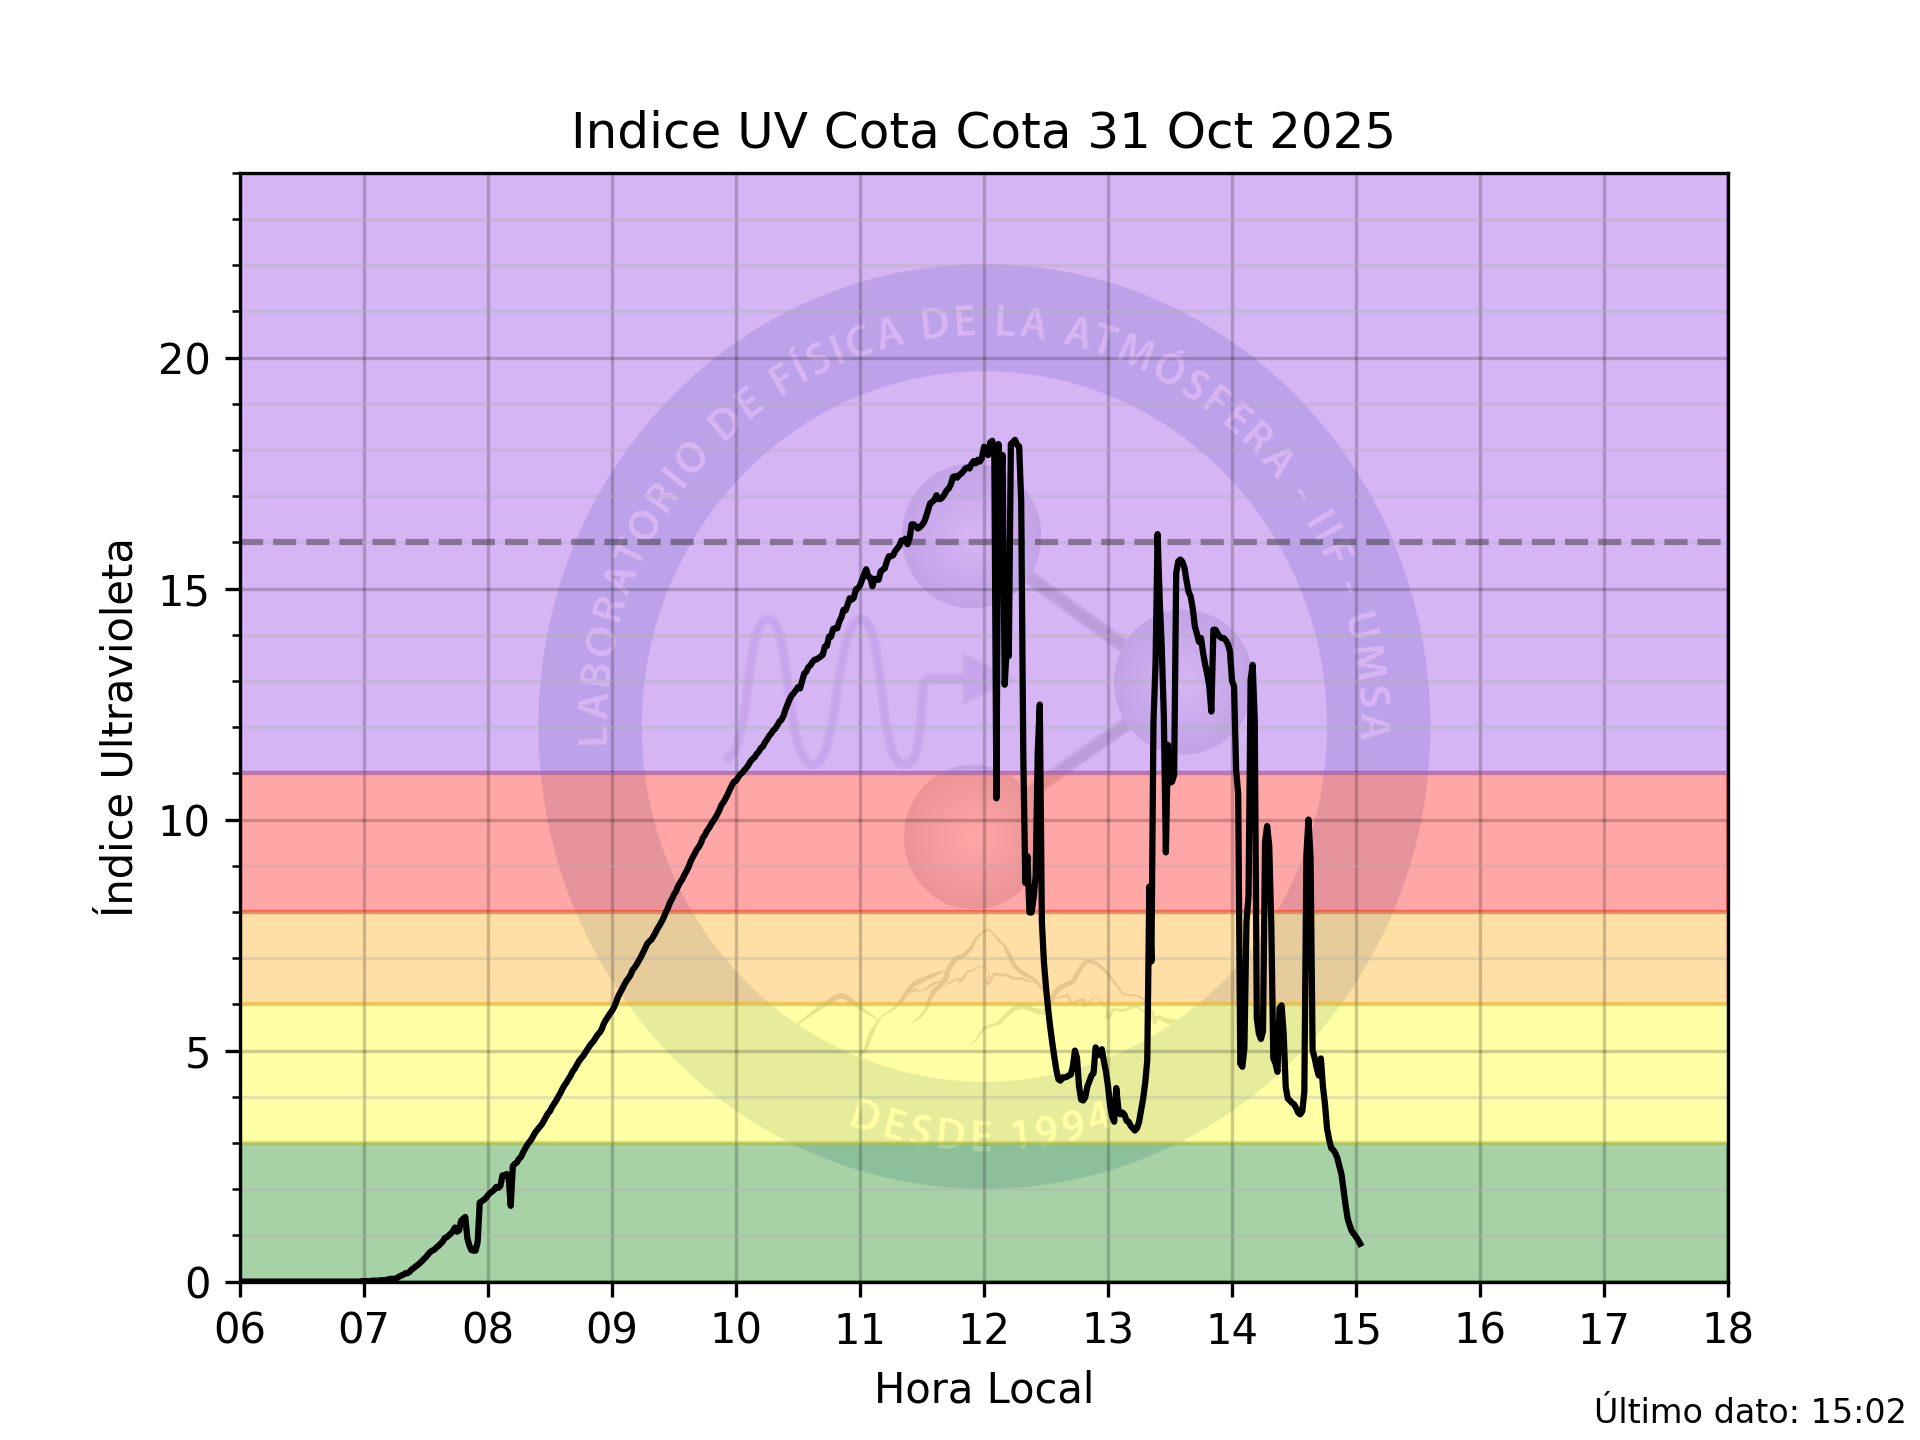 Indice UV Cota Cota 31 Oct 2025
LABORATORIO DE FÍSICA DE LA ATMÓSFERA - IIF - UMSA
DESDE 1994
Índice Ultravioleta
20
15
10
5
0
06 07 08 09 10 11 12 13 14 15 16 17 18
Hora Local
Último dato: 15:02